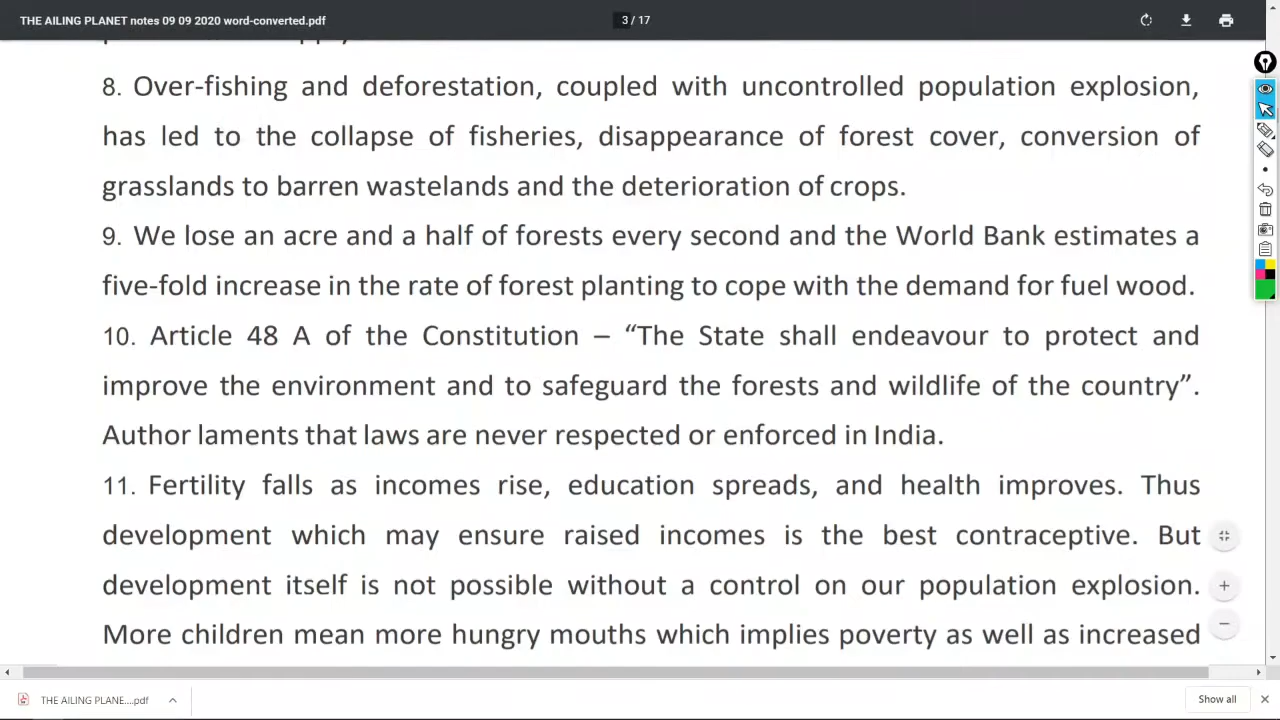 THE AILING PLANET notes 09 09 2020 word-converted.pdf
3 / 17
8. Over-fishing and deforestation, coupled with uncontrolled population explosion,
has led to the collapse of fisheries, disappearance of forest cover, conversion of
grasslands to barren wastelands and the deterioration of crops.
9. We lose an acre and a half of forests every second and the World Bank estimates a
five-fold increase in the rate of forest planting to cope with the demand for fuel wood.
10. Article 48 A of the Constitution – “The State shall endeavour to protect and
improve the environment and to safeguard the forests and wildlife of the country”.
Author laments that laws are never respected or enforced in India.
11. Fertility falls as incomes rise, education spreads, and health improves. Thus
development which may ensure raised incomes is the best contraceptive. But
development itself is not possible without a control on our population explosion.
More children mean more hungry mouths which implies poverty as well as increased
THE AILING PLANE....pdf
Show all